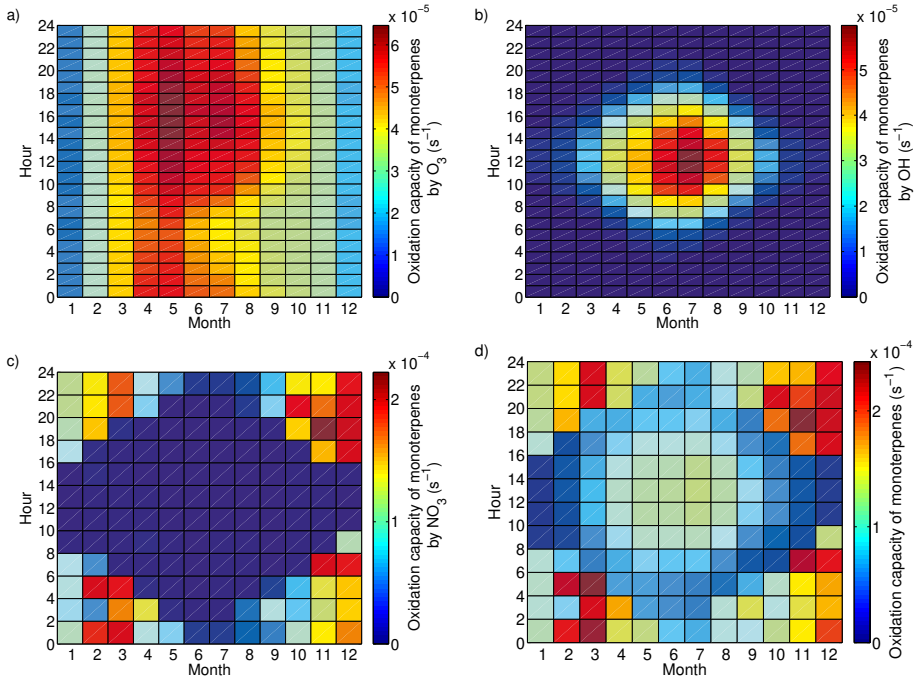 a)
x 10⁻⁵
24
22
20
18
16
14
12
10
8
6
4
2
0
Hour
1 2 3 4 5 6 7 8 9 10 11 12
Month
6
5
4
3
2
1
0
Oxidation capacity of monoterpenes
by O₃ (s⁻¹)
b)
x 10⁻⁵
24
22
20
18
16
14
12
10
8
6
4
2
0
Hour
1 2 3 4 5 6 7 8 9 10 11 12
Month
5
4
3
2
1
0
Oxidation capacity of monoterpenes
by OH (s⁻¹)
c)
x 10⁻⁴
24
22
20
18
16
14
12
10
8
6
4
2
0
Hour
1 2 3 4 5 6 7 8 9 10 11 12
Month
2
1
0
Oxidation capacity of monoterpenes
by NO₃ (s⁻¹)
d)
x 10⁻⁴
24
22
20
18
16
14
12
10
8
6
4
2
0
Hour
1 2 3 4 5 6 7 8 9 10 11 12
Month
2
1
0
Oxidation capacity of monoterpenes (s⁻¹)